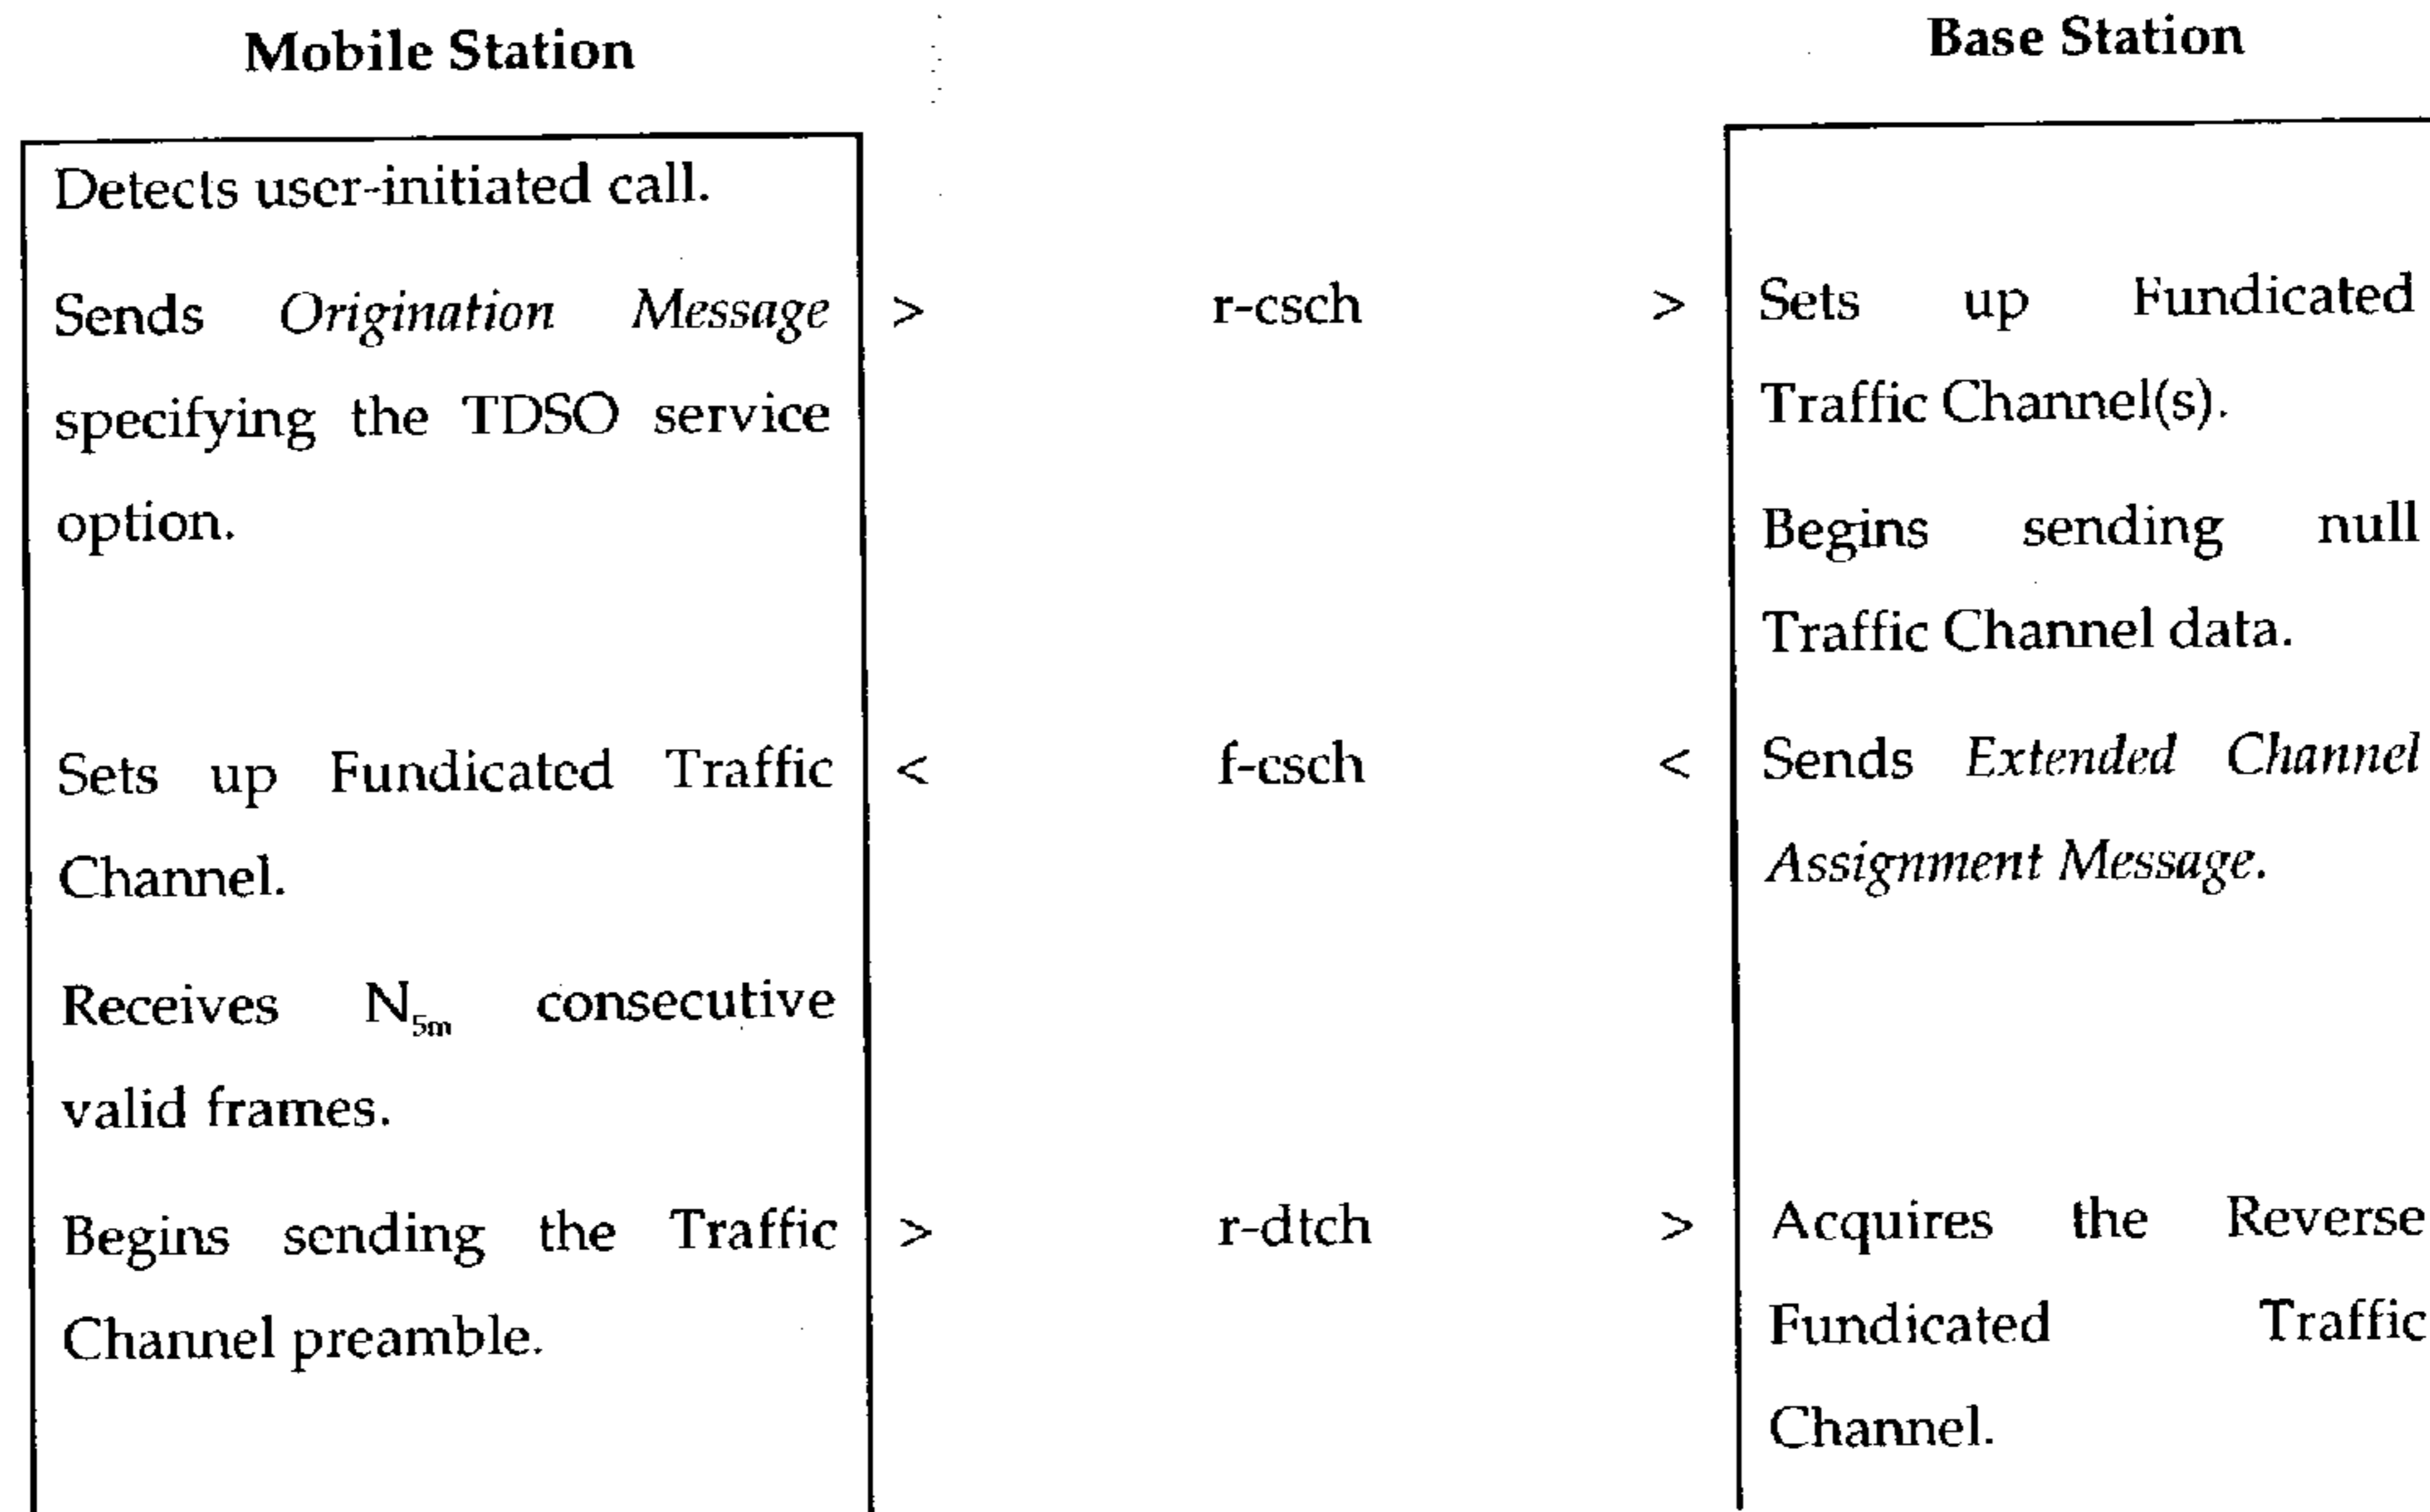 Mobile Station
Base Station
Detects user-initiated call.
Sends Origination Message > r-csch > Sets up Fundicated
specifying the TDSO service Traffic Channel(s).
option. Begins sending null
Traffic Channel data.
Sets up Fundicated Traffic < f-csch < Sends Extended Channel
Channel. Assignment Message.
Receives N5m consecutive
valid frames.
Begins sending the Traffic > r-dtch > Acquires the Reverse
Channel preamble. Fundicated Traffic
Channel.